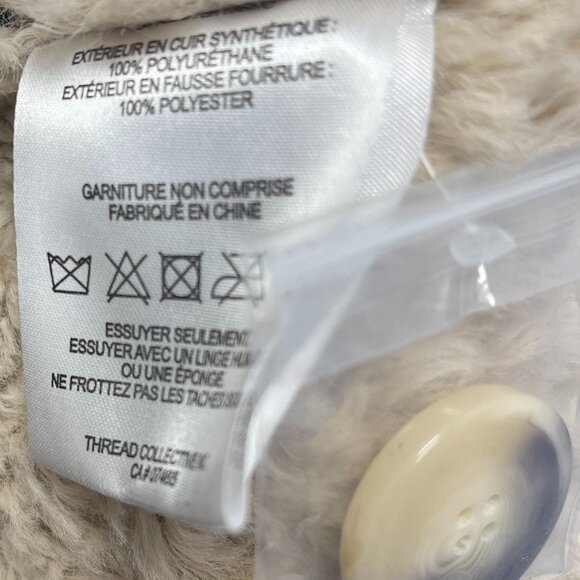 EXTÉRIEUR EN CUIR SYNTHÉTIQUE:
100% POLYURÉTHANE
EXTÉRIEUR EN FAUSSE FOURRURE:
100% POLYESTER
GARNITURE NON COMPRISE
FABRIQUÉ EN CHINE
ESSUYER SEULEMENT
ESSUYER AVEC UN LINGE
OU UNE ÉPONGE
NE FROTTEZ PAS LES TACHES
THREAD COLLECTIVE
CA#